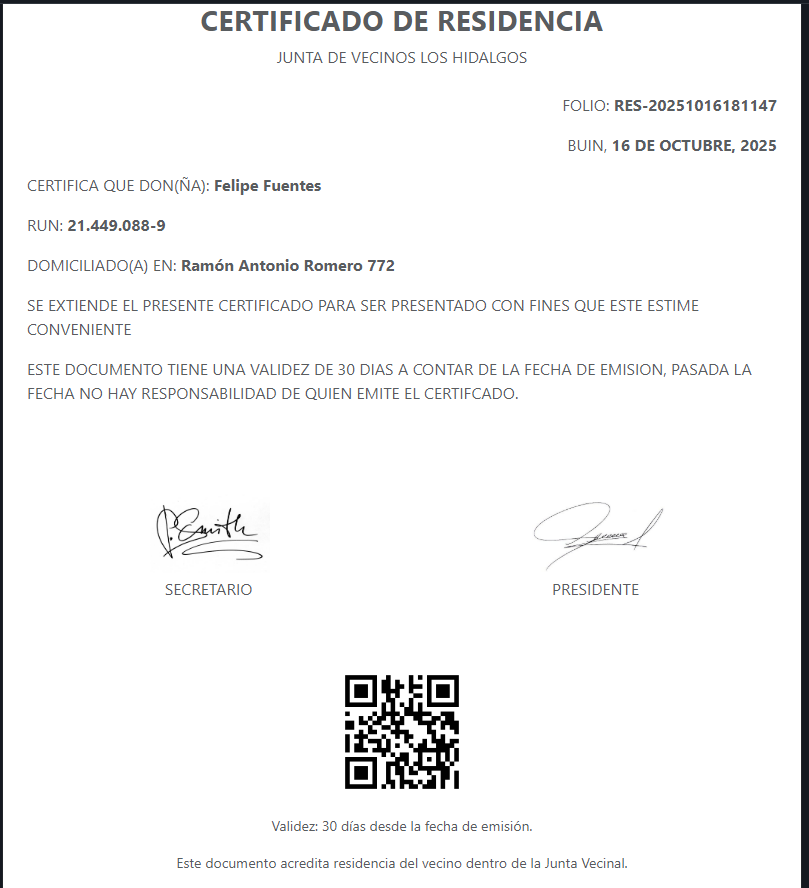 CERTIFICADO DE RESIDENCIA
JUNTA DE VECINOS LOS HIDALGOS
FOLIO: RES-20251016181147
BUIN, 16 DE OCTUBRE, 2025
CERTIFICA QUE DON(ÑA): Felipe Fuentes
RUN: 21.449.088-9
DOMICILIADO(A) EN: Ramón Antonio Romero 772
SE EXTIENDE EL PRESENTE CERTIFICADO PARA SER PRESENTADO CON FINES QUE ESTE ESTIME
CONVENIENTE
ESTE DOCUMENTO TIENE UNA VALIDEZ DE 30 DIAS A CONTAR DE LA FECHA DE EMISION, PASADA LA
FECHA NO HAY RESPONSABILIDAD DE QUIEN EMITE EL CERTIFCADO.
SECRETARIO
PRESIDENTE
Validez: 30 días desde la fecha de emisión.
Este documento acredita residencia del vecino dentro de la Junta Vecinal.